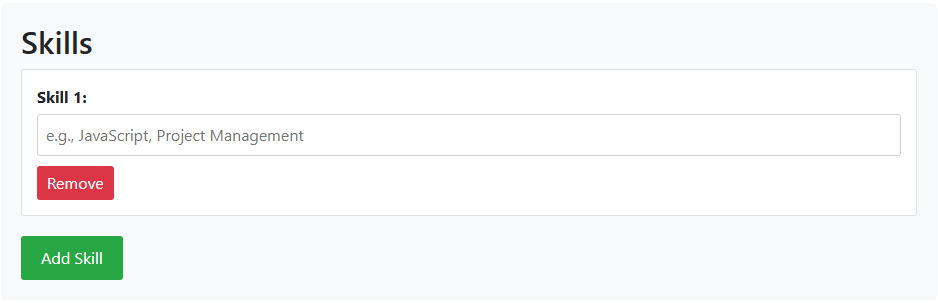 Skills
Skill 1:
e.g., JavaScript, Project Management
Remove
Add Skill